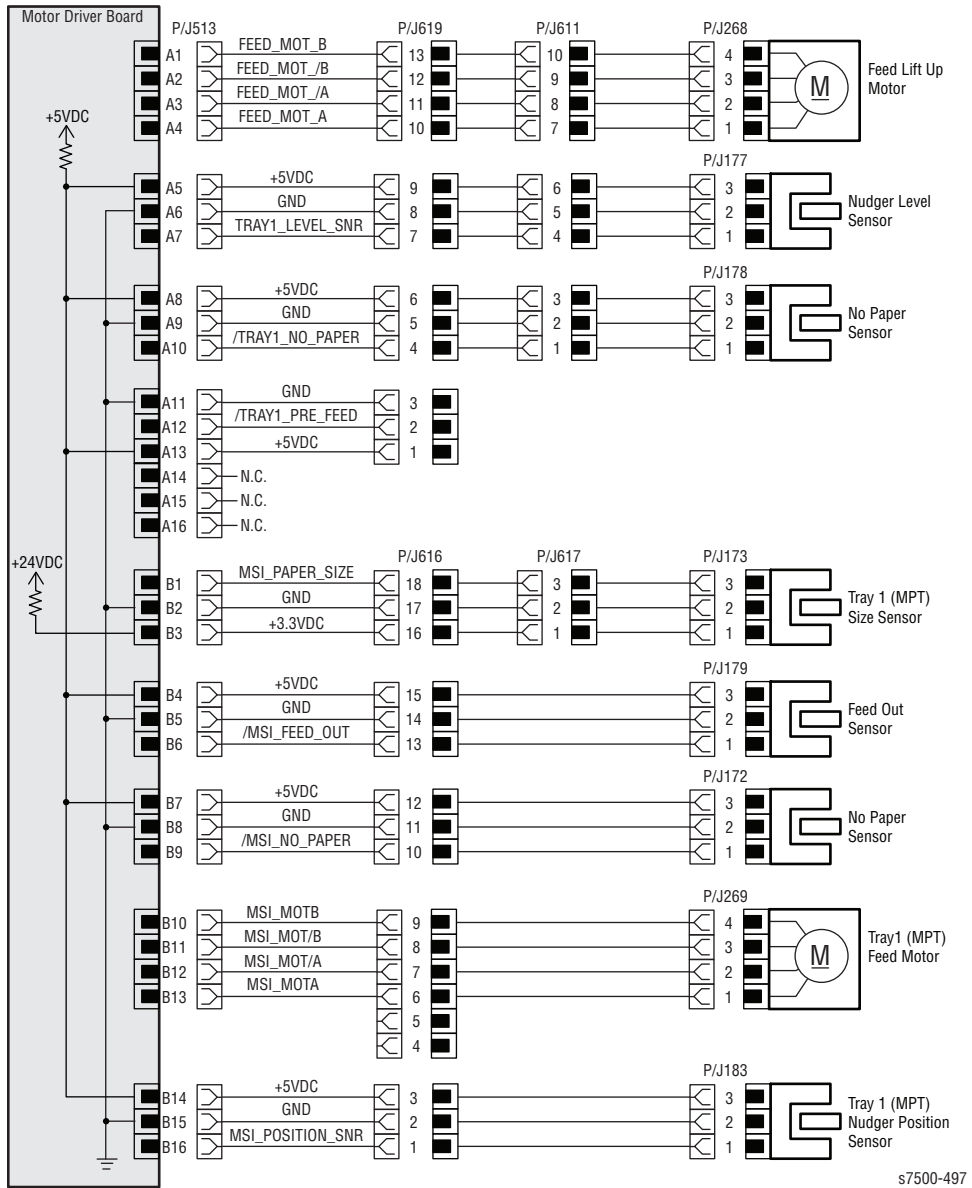 Motor Driver Board
P/J513 P/J619 P/J611 P/J268
A1 FEED_MOT_B 13 10 4
A2 FEED_MOT_/B 12 9 3
A3 FEED_MOT_/A 11 8 2
A4 FEED_MOT_A 10 7 1
M
Feed Lift Up
Motor
+5VDC
P/J177
A5 +5VDC 9 6 3
A6 GND 8 5 2
A7 TRAY1_LEVEL_SNR 7 4 1
Nudger Level
Sensor
P/J178
A8 +5VDC 6 3 3
A9 GND 5 2 2
A10 /TRAY1_NO_PAPER 4 1 1
No Paper
Sensor
A11 GND 3
A12 /TRAY1_PRE_FEED 2
A13 +5VDC 1
A14 N.C.
A15 N.C.
A16 N.C.
+24VDC
P/J616 P/J617 P/J173
B1 MSI_PAPER_SIZE 18 3 3
B2 GND 17 2 2
B3 +3.3VDC 16 1 1
Tray 1 (MPT)
Size Sensor
P/J179
B4 +5VDC 15 3
B5 GND 14 2
B6 /MSI_FEED_OUT 13 1
Feed Out
Sensor
P/J172
B7 +5VDC 12 3
B8 GND 11 2
B9 /MSI_NO_PAPER 10 1
No Paper
Sensor
P/J269
B10 MSI_MOTB 9 4
B11 MSI_MOT/B 8 3
B12 MSI_MOT/A 7 2
B13 MSI_MOTA 6 1
5
4
M
Tray1 (MPT)
Feed Motor
P/J183
B14 +5VDC 3 3
B15 GND 2 2
B16 MSI_POSITION_SNR 1 1
Tray 1 (MPT)
Nudger Position
Sensor
s7500-497